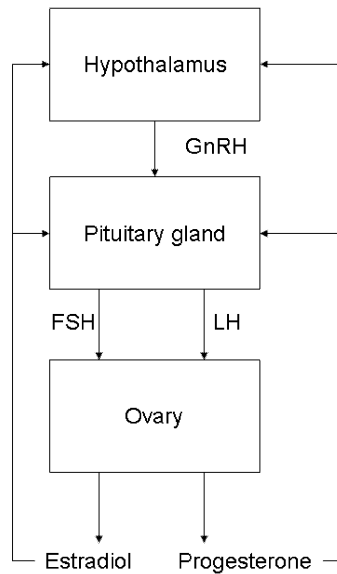 Hypothalamus
GnRH
Pituitary gland
FSH LH
Ovary
Estradiol Progesterone